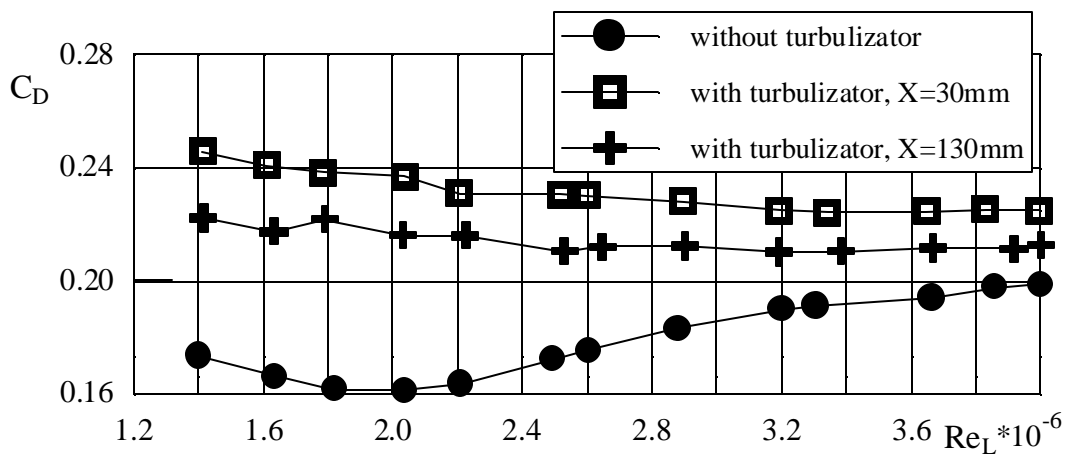 without turbulizator
with turbulizator, X=30mm
with turbulizator, X=130mm
0.28
C_D
0.24
0.20
0.16
1.2 1.6 2.0 2.4 2.8 3.2 3.6 Re_L*10^-6